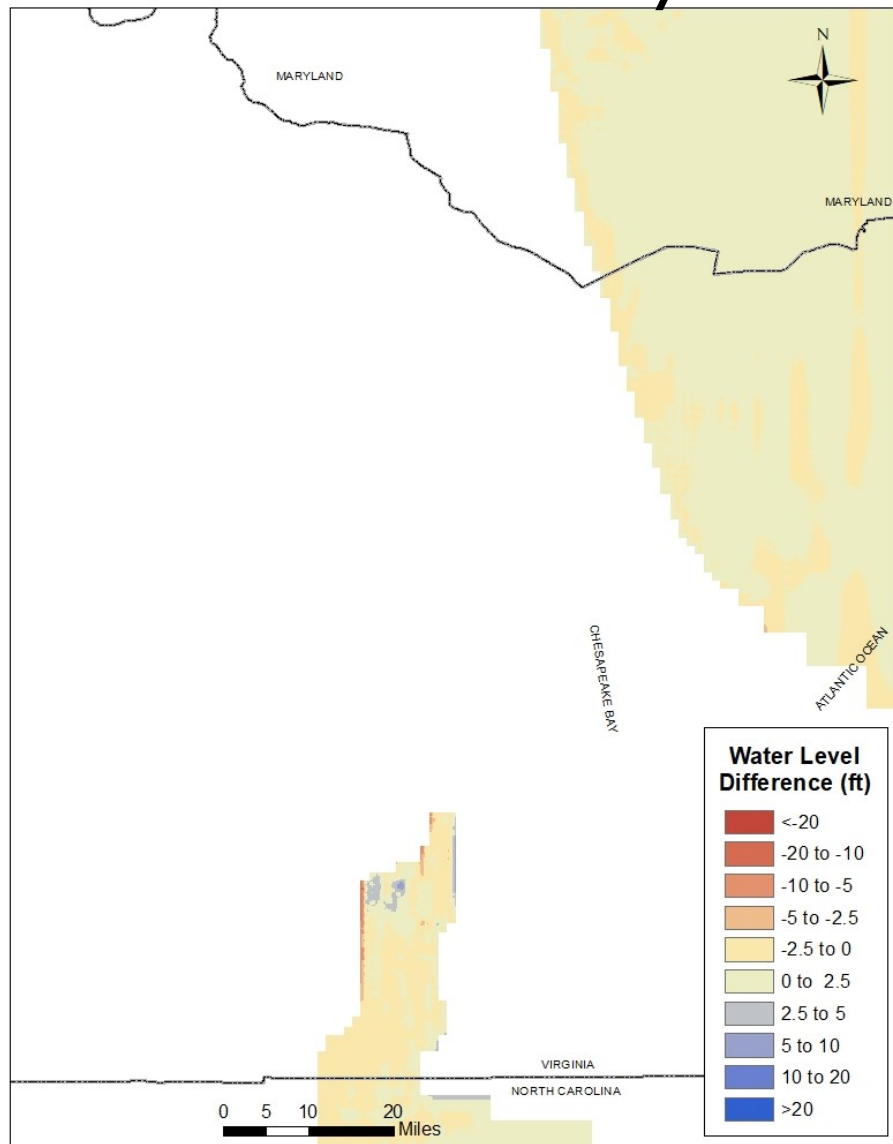 N
MARYLAND
MARYLAND
CHESAPEAKE BAY
ATLANTIC OCEAN
Water Level
Difference (ft)
<-20
-20 to -10
-10 to -5
-5 to -2.5
-2.5 to 0
0 to 2.5
2.5 to 5
5 to 10
10 to 20
>20
VIRGINIA
NORTH CAROLINA
0 5 10 20
Miles